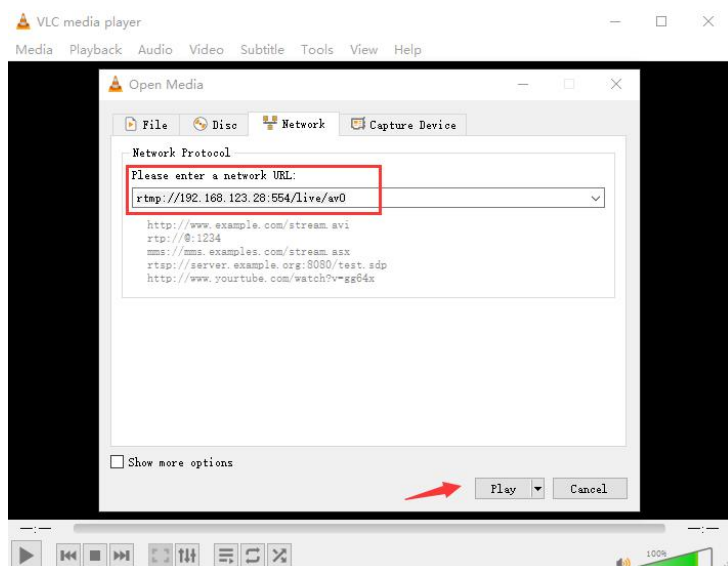 VLC media player
Media Playback Audio Video Subtitle Tools View Help
Open Media
File Disc Network Capture Device
Network Protocol
Please enter a network URL:
rtmp://192.168.123.28:554/live/av0
http://www.example.com/stream.avi
rtp://@:1234
mms://mms.examples.com/stream.asx
rtsp://server.example.org:8080/test.sdp
http://www.yourtube.com/watch?v=gg64x
Show more options
Play Cancel
--:-- --:--
100%